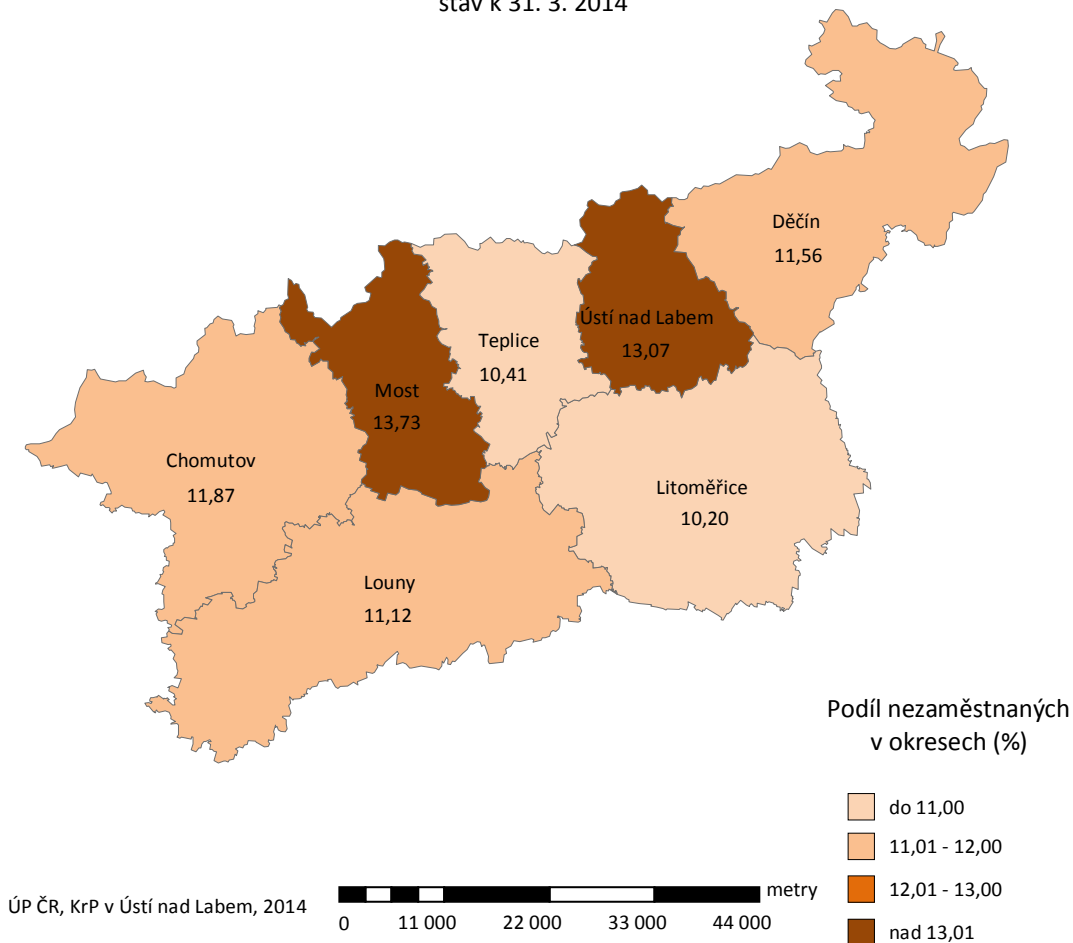 stav k 31. 3. 2014
Děčín
11,56
Ústí nad Labem
13,07
Teplice
10,41
Most
13,73
Chomutov
11,87
Litoměřice
10,20
Louny
11,12
Podíl nezaměstnaných
v okresech (%)
do 11,00
11,01 - 12,00
12,01 - 13,00
nad 13,01
ÚP ČR, KrP v Ústí nad Labem, 2014
metry
0 11 000 22 000 33 000 44 000